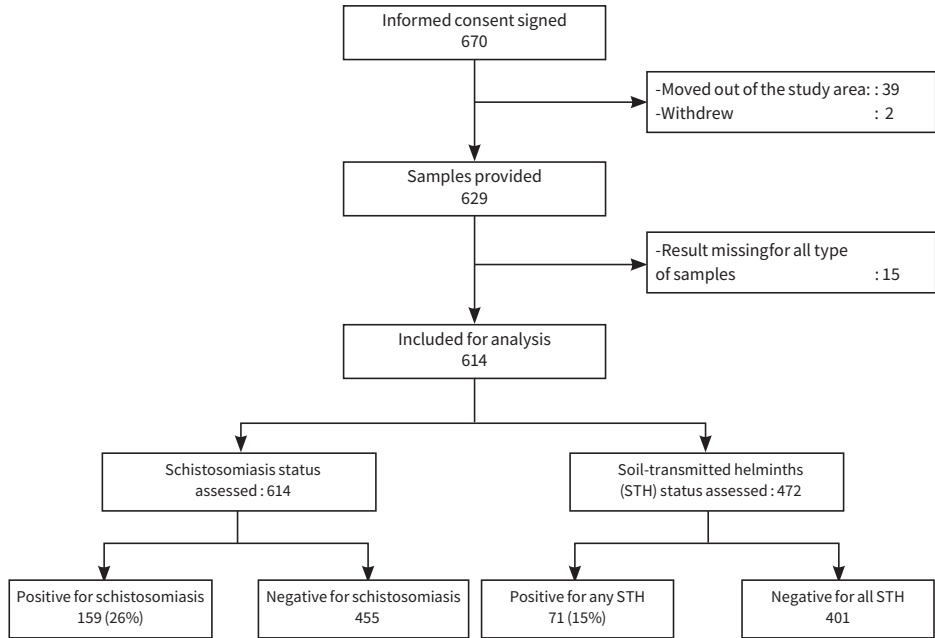 Informed consent signed
670
-Moved out of the study area: : 39
-Withdrew : 2
Samples provided
629
-Result missingfor all type
of samples : 15
Included for analysis
614
Schistosomiasis status
assessed : 614
Soil-transmitted helminths
(STH) status assessed : 472
Positive for schistosomiasis
159 (26%)
Negative for schistosomiasis
455
Positive for any STH
71 (15%)
Negative for all STH
401